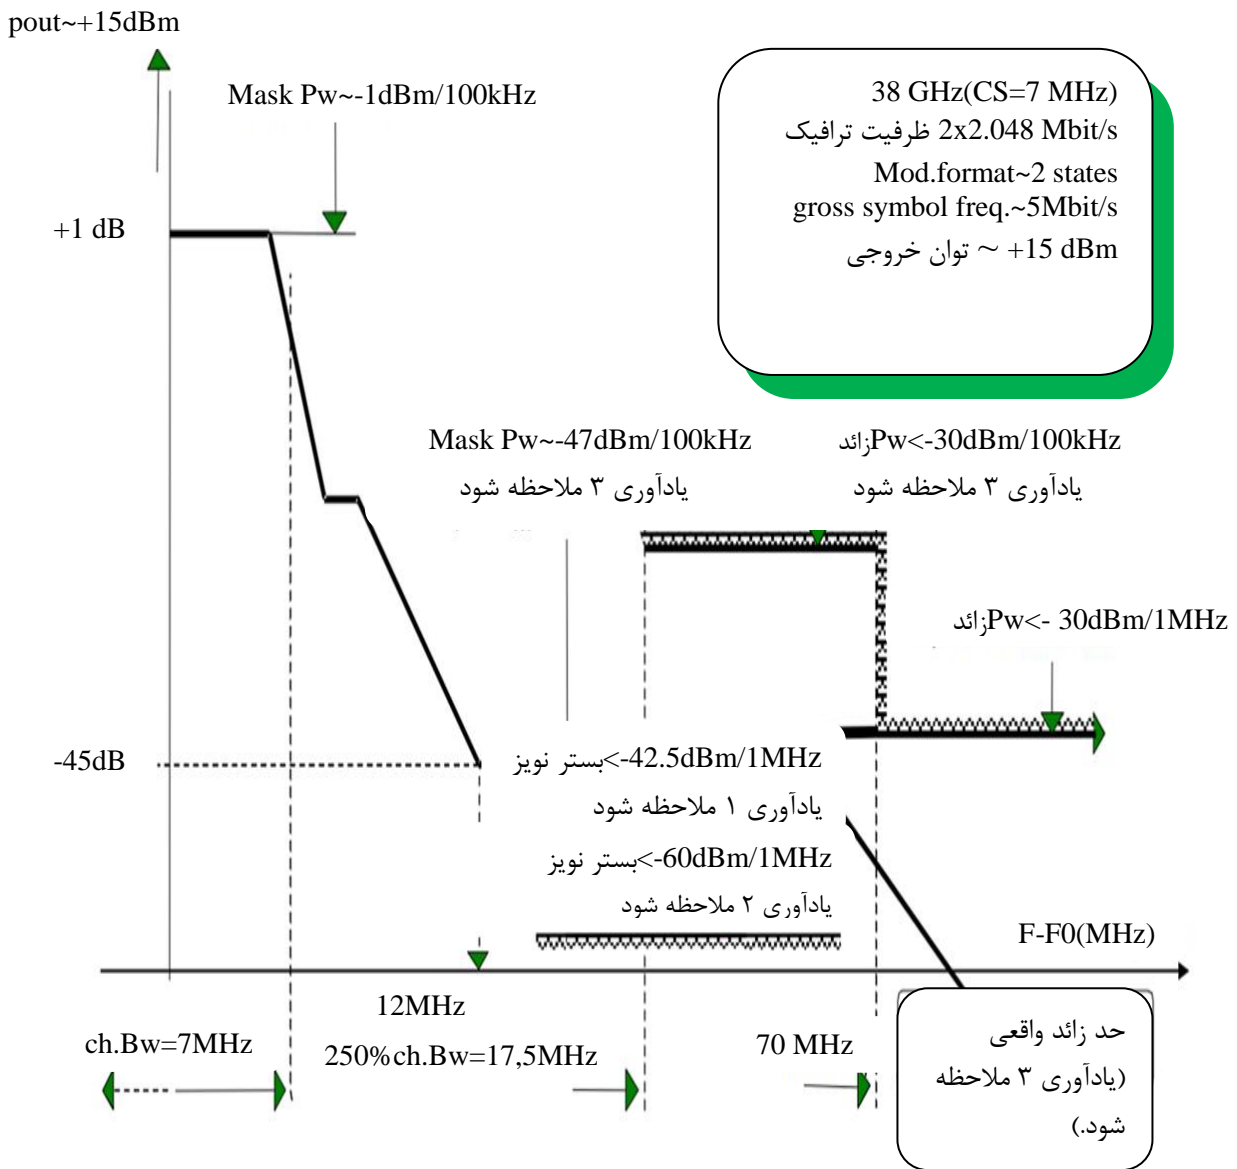 pout~+15dBm
Mask Pw~-1dBm/100kHz
38 GHz(CS=7 MHz)
ظرفیت ترافیک 2x2.048 Mbit/s
Mod.format~2 states
gross symbol freq.~5Mbit/s
توان خروجی ~ +15 dBm
+1 dB
Mask Pw~-47dBm/100kHz
یادآوری ۳ ملاحظه شود
زائدPw<-30dBm/100kHz
یادآوری ۳ ملاحظه شود
زائدPw<- 30dBm/1MHz
-45dB
بستر نویز<-42.5dBm/1MHz
یادآوری ۱ ملاحظه شود
بستر نویز<-60dBm/1MHz
یادآوری ۲ ملاحظه شود
F-F0(MHz)
12MHz
ch.Bw=7MHz
250%ch.Bw=17,5MHz
70 MHz
حد زائد واقعی
(یادآوری ۳ ملاحظه
شود.)